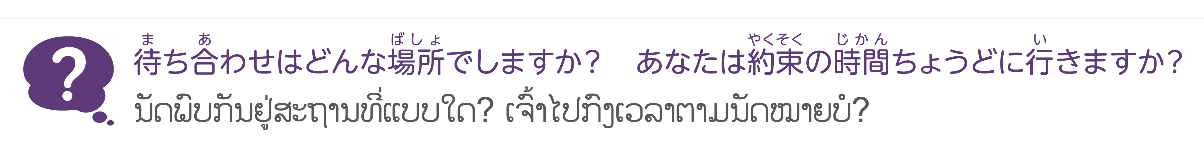 待ち合わせはどんな場所でしますか？　あなたは約束の時間ちょうどに行きますか？
ນັດພົບກັນຢູ່ສະຖານທີ່ແບບໃດ? ເຈົ້າໄປກົງເວລາຕາມນັດໝາຍບໍ?